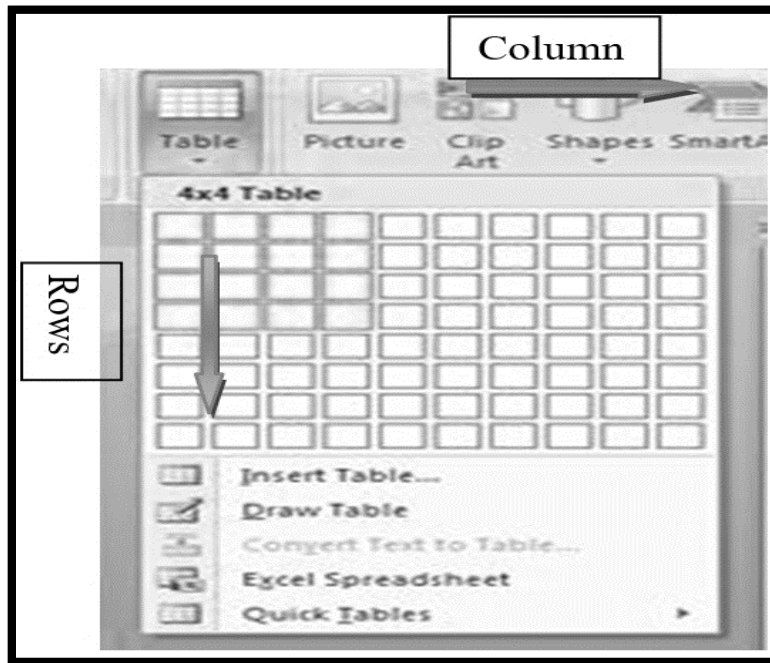 Column
Table
Picture
Clip
Art
Shapes
SmartA
4x4 Table
Rows
Insert Table...
Draw Table
Convert Text to Table...
Excel Spreadsheet
Quick Tables